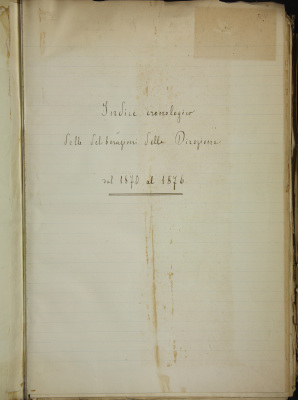 Indice cronologico
delle deliberazioni della Direzione
dal 1870 al 1876